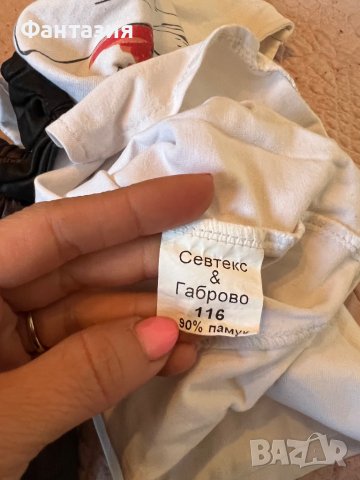 Фантазия
Севтекс
&
Габрово
116
90% памук
BAZAR